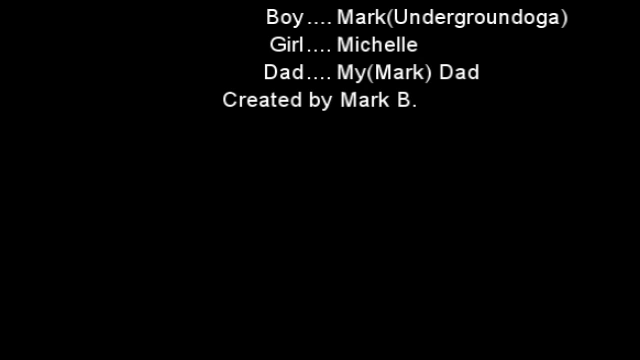 Boy.... Mark(Undergroundoga)
Girl.... Michelle
Dad.... My(Mark) Dad
Created by Mark B.